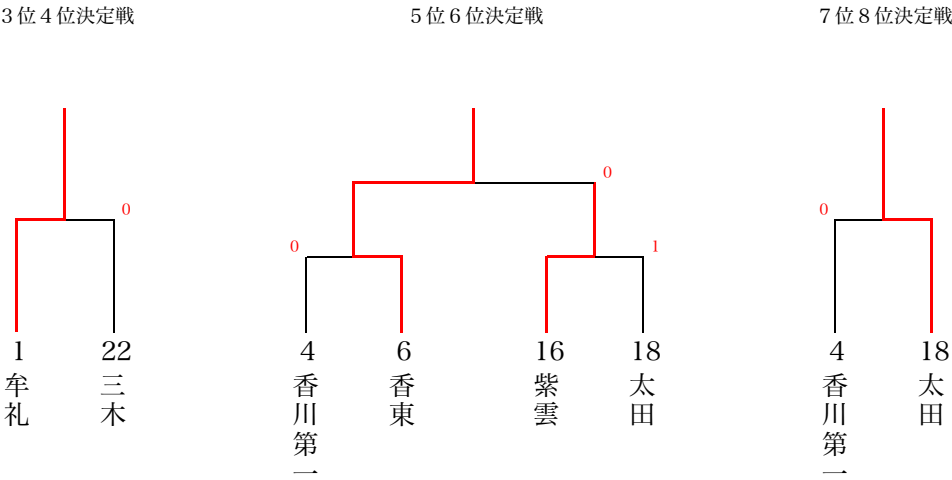 3位4位決定戦
5位6位決定戦
7位8位決定戦
0
0
0
0
1
1
22
4
6
16
18
4
18
牟礼
三木
香川第一
香東
紫雲
太田
香川第一
太田